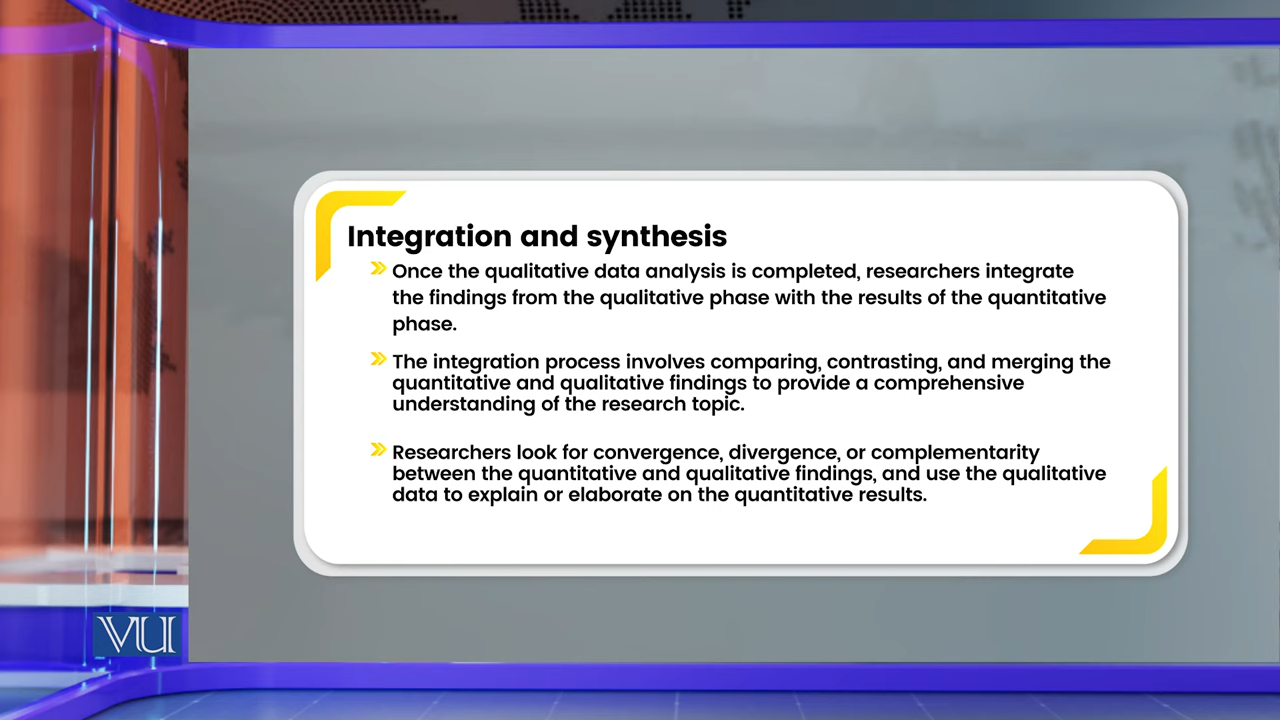 Integration and synthesis
Once the qualitative data analysis is completed, researchers integrate
the findings from the qualitative phase with the results of the quantitative
phase.
The integration process involves comparing, contrasting, and merging the
quantitative and qualitative findings to provide a comprehensive
understanding of the research topic.
Researchers look for convergence, divergence, or complementarity
between the quantitative and qualitative findings, and use the qualitative
data to explain or elaborate on the quantitative results.
VU